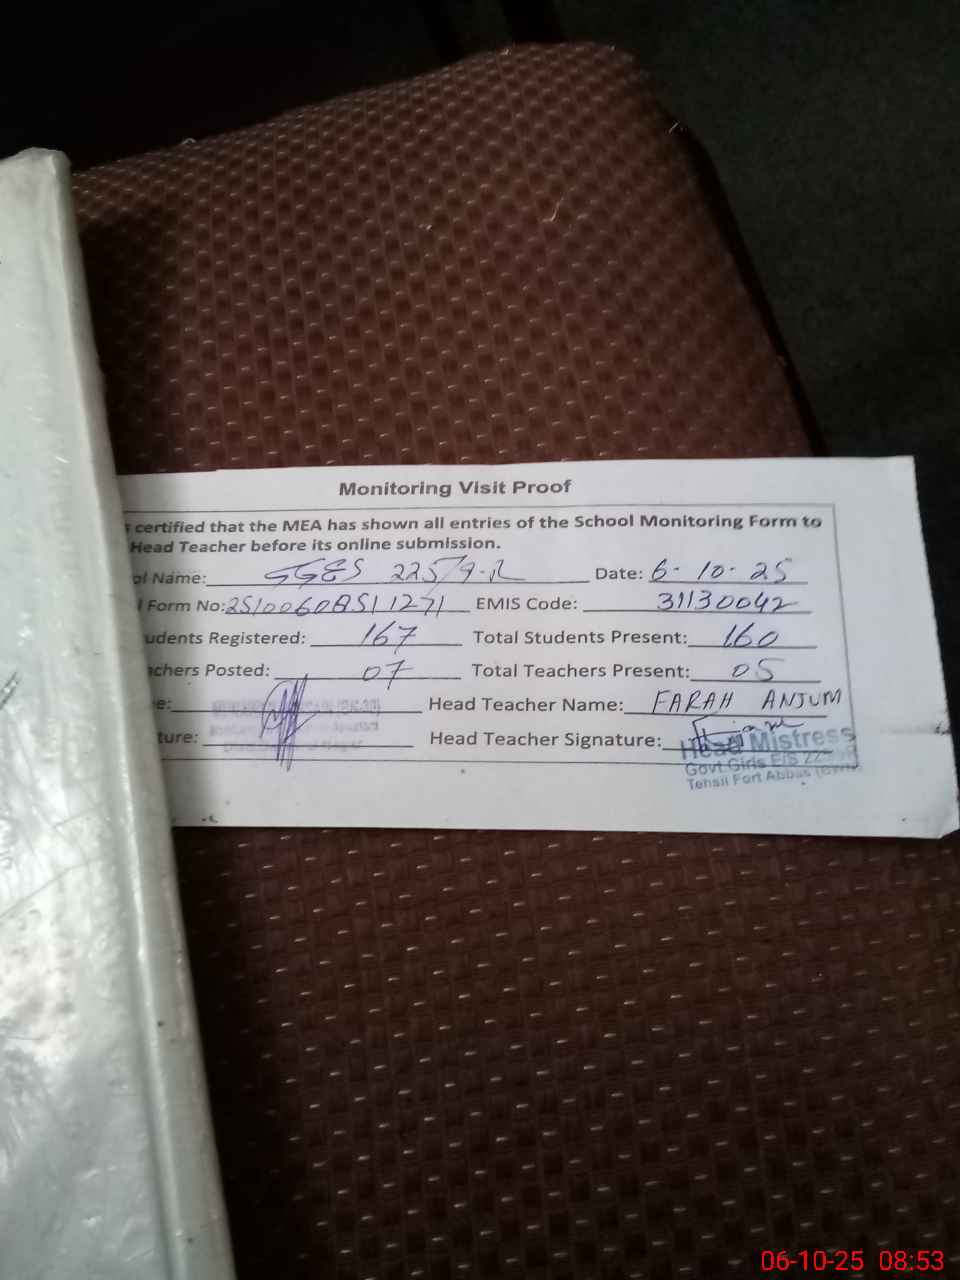 Monitoring Visit Proof
certified that the MEA has shown all entries of the School Monitoring Form to
Head Teacher before its online submission.
ol Name: GGES 225/9-R Date: 6-10-25
Form No: EMIS Code: 31130042
udents Registered: 167 Total Students Present: 160
chers Posted: 07 Total Teachers Present: 05
e: Head Teacher Name: FARAH ANJUM
ture: Head Teacher Signature:
Head Mistress
Govt Girls E/S
Tehsil Fort Abbas
06-10-25 08:53